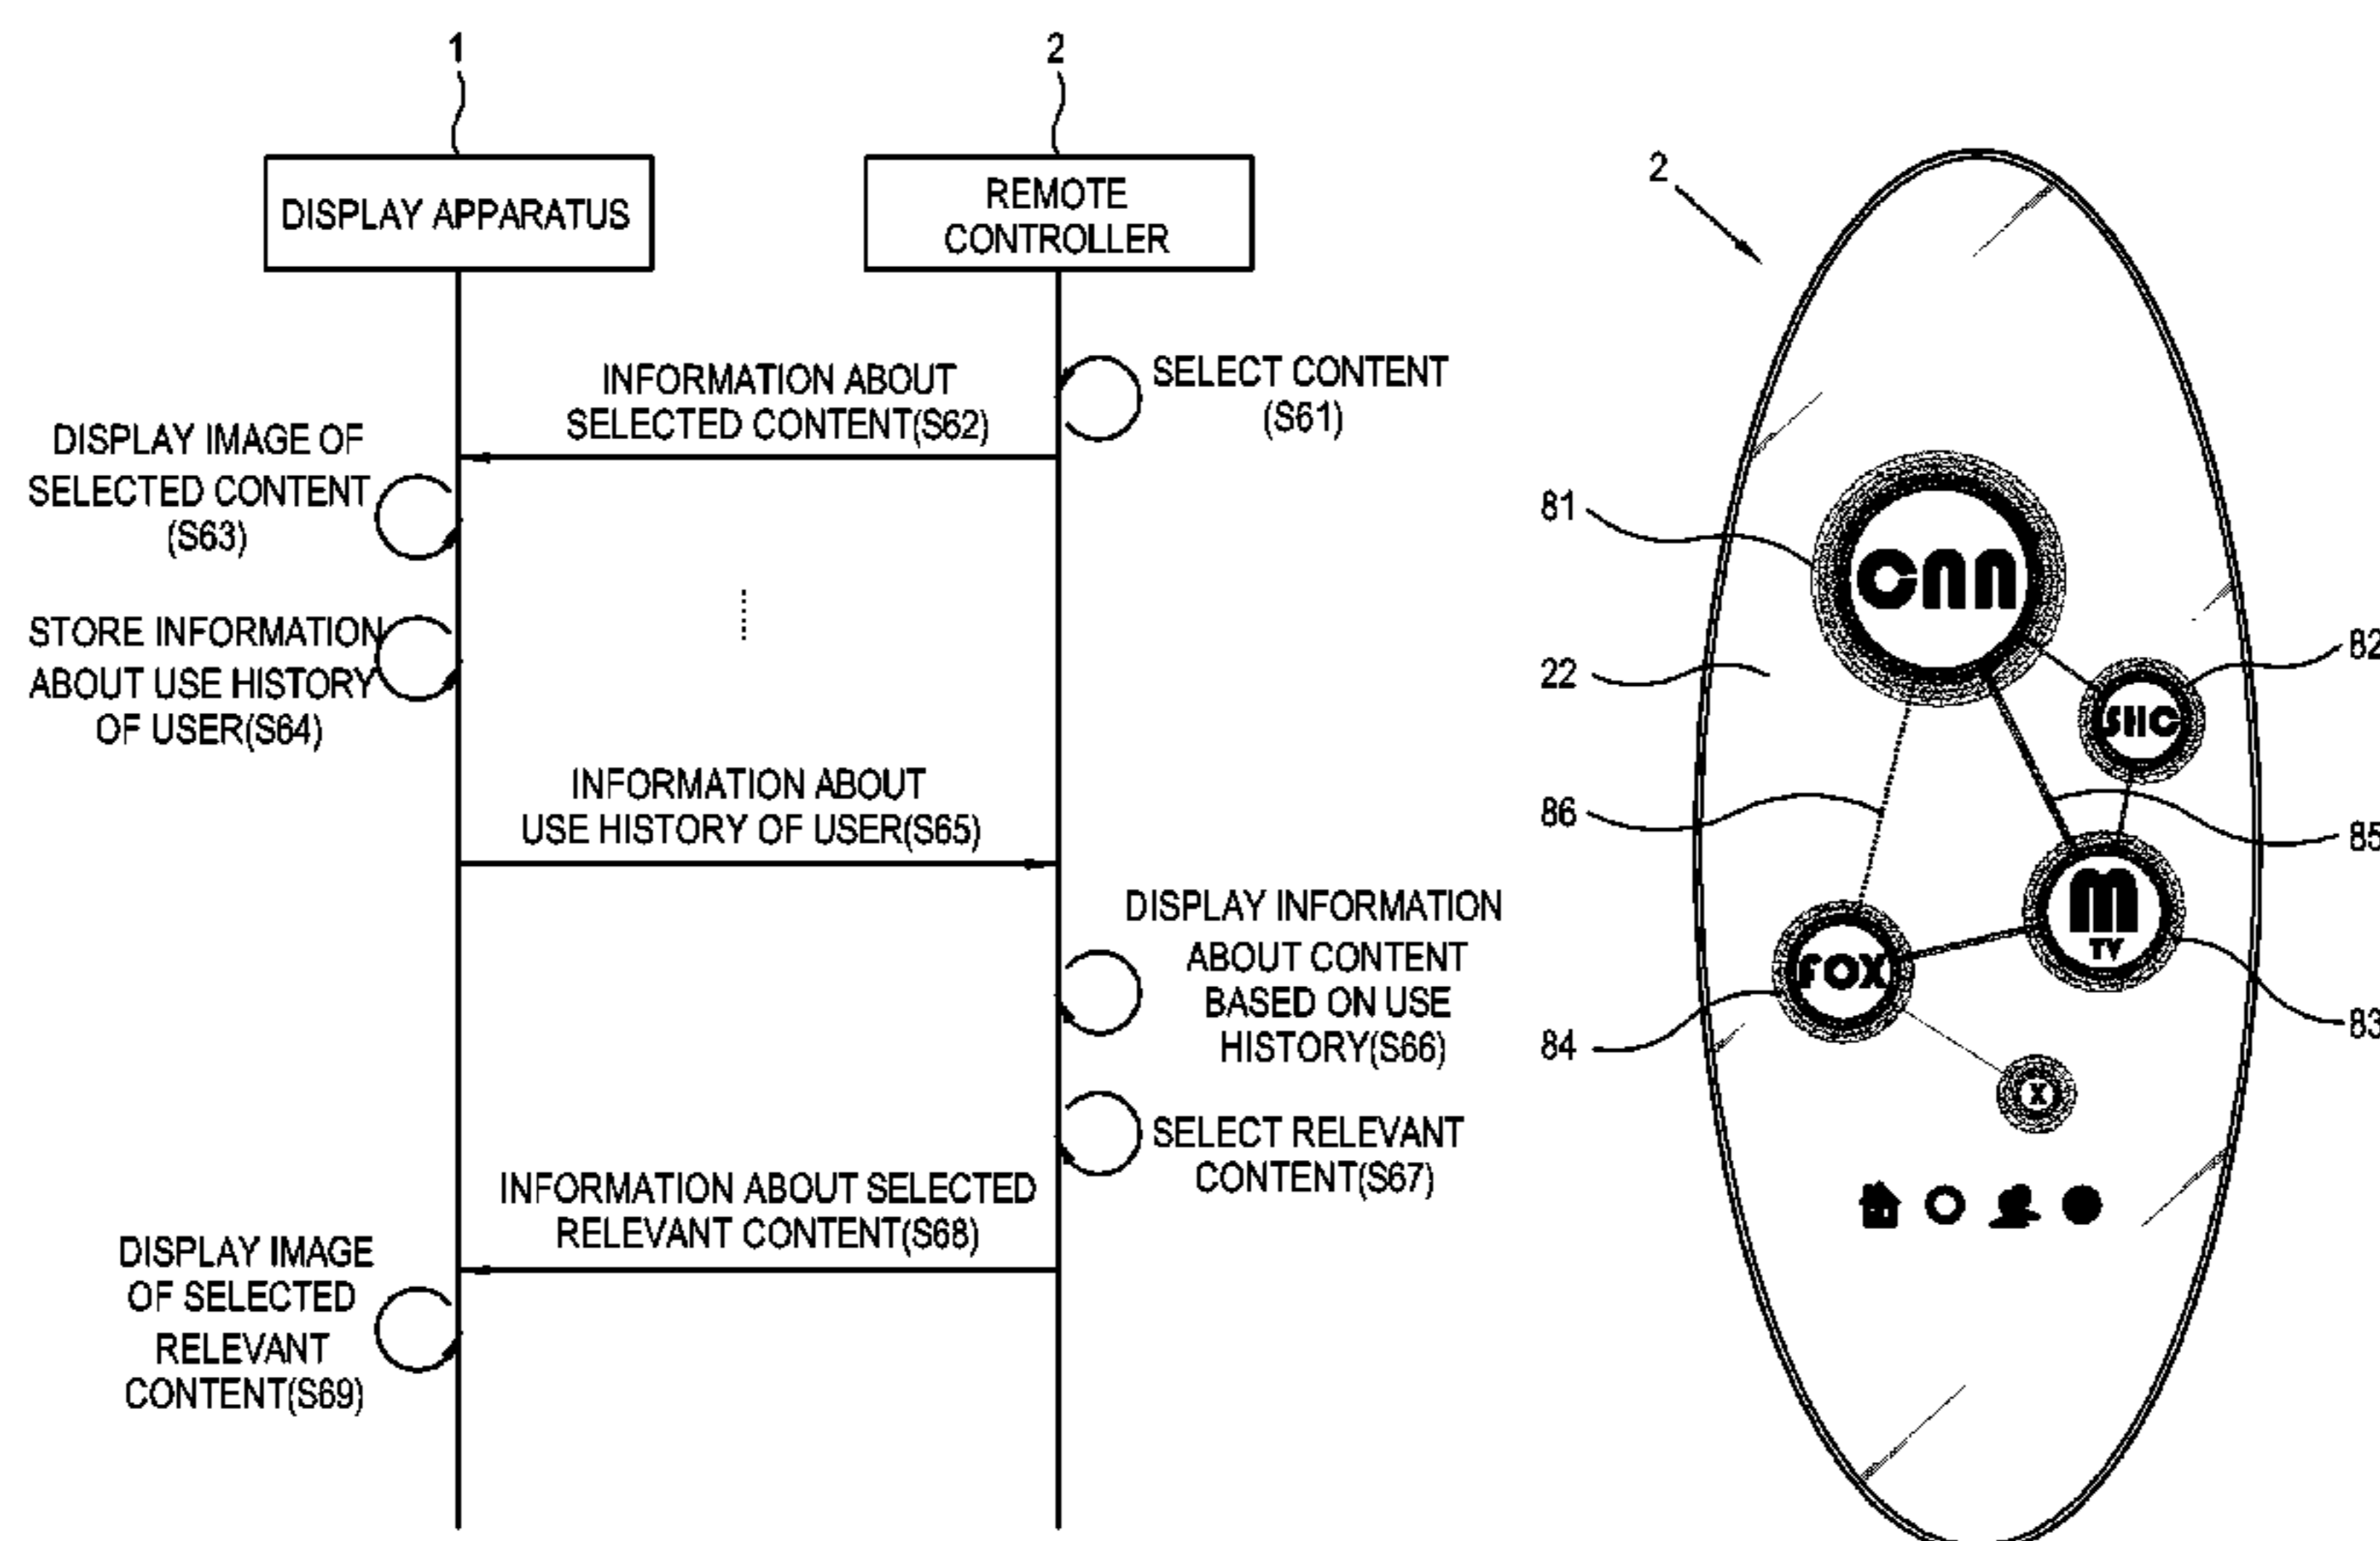 1
2
DISPLAY APPARATUS
REMOTE
CONTROLLER
SELECT CONTENT
(S61)
INFORMATION ABOUT
SELECTED CONTENT(S62)
DISPLAY IMAGE OF
SELECTED CONTENT
(S63)
STORE INFORMATION
ABOUT USE HISTORY
OF USER(S64)
INFORMATION ABOUT
USE HISTORY OF USER(S65)
DISPLAY INFORMATION
ABOUT CONTENT
BASED ON USE
HISTORY(S66)
SELECT RELEVANT
CONTENT(S67)
INFORMATION ABOUT SELECTED
RELEVANT CONTENT(S68)
DISPLAY IMAGE
OF SELECTED
RELEVANT
CONTENT(S69)
2
81
CNN
82
22
SHC
86
85
M
TV
FOX
83
84
X